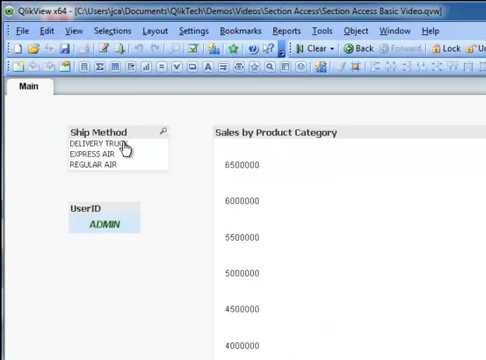 QlikView x64 - [C:\Users\jca\Documents\QlikTech\Demos\Videos\Section Access\Section Access Basic Video.qvw]
File Edit View Selections Layout Settings Bookmarks Reports Tools Object Window Help
Clear Back Forward Lock
Main
Ship Method
DELIVERY TRUCK
EXPRESS AIR
REGULAR AIR
UserID
ADMIN
Sales by Product Category
6500000
6000000
5500000
5000000
4500000
4000000